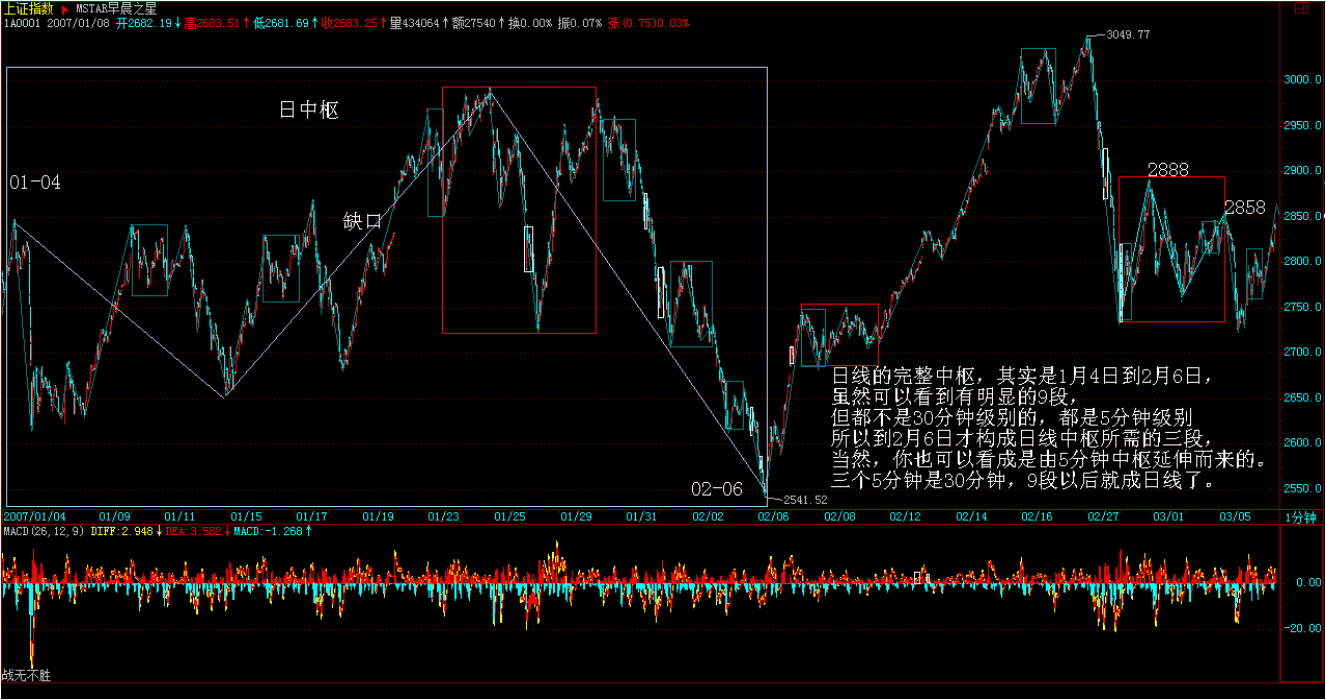 上证指数 MSTAR早晨之星
1A0001 2007/01/08 开2682.19↓高2683.51↑低2681.69↑收2683.25↑量434064↑额27540↑换0.00% 振0.07% 涨(0.75)0.03%
3049.77
3000.0
日中枢
2950.0
2900.0
01-04
2888
2850.0
2858
缺口
2800.0
2750.0
2700.0
日线的完整中枢，其实是1月4日到2月6日，
虽然可以看到有明显的9段，
但都不是30分钟级别的，都是5分钟级别
所以到2月6日才构成日线中枢所需的三段，
当然，你也可以看成是由5分钟中枢延伸而来的。
三个5分钟是30分钟，9段以后就成日线了。
2650.0
2600.0
2550.0
02-06
2541.52
2007/01/04 01/09 01/11 01/15 01/17 01/19 01/23 01/25 01/29 01/31 02/02 02/06 02/08 02/12 02/14 02/16 02/27 03/01 03/05 1分钟
MACD(26,12,9) DIFF:2.948↓DEA:3.582↓MACD:-1.268↑
0.00
-20.00
战无不胜